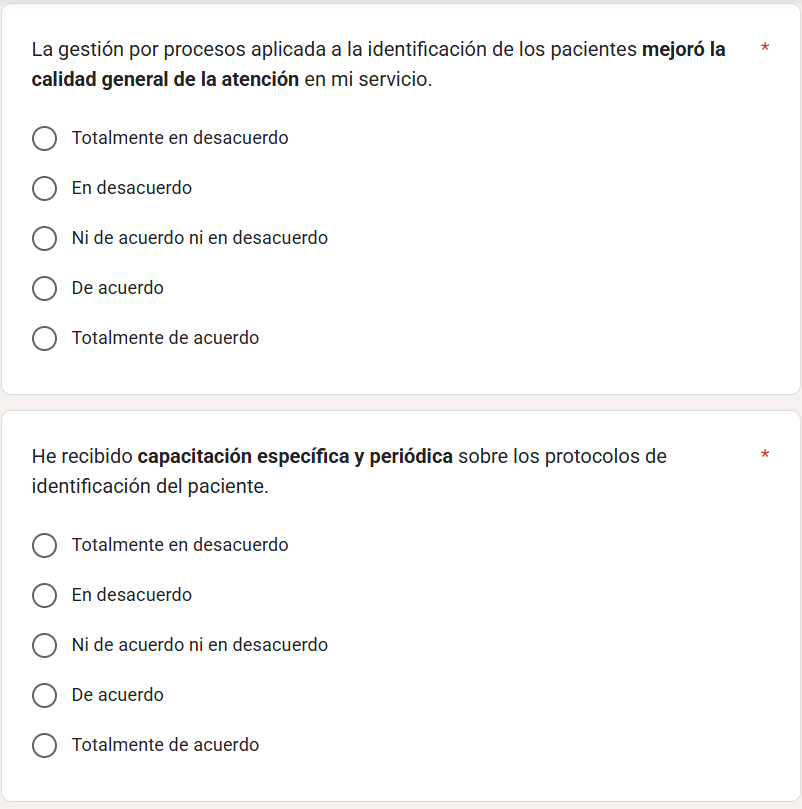 La gestión por procesos aplicada a la identificación de los pacientes mejoró la *
calidad general de la atención en mi servicio.
Totalmente en desacuerdo
En desacuerdo
Ni de acuerdo ni en desacuerdo
De acuerdo
Totalmente de acuerdo
He recibido capacitación específica y periódica sobre los protocolos de *
identificación del paciente.
Totalmente en desacuerdo
En desacuerdo
Ni de acuerdo ni en desacuerdo
De acuerdo
Totalmente de acuerdo